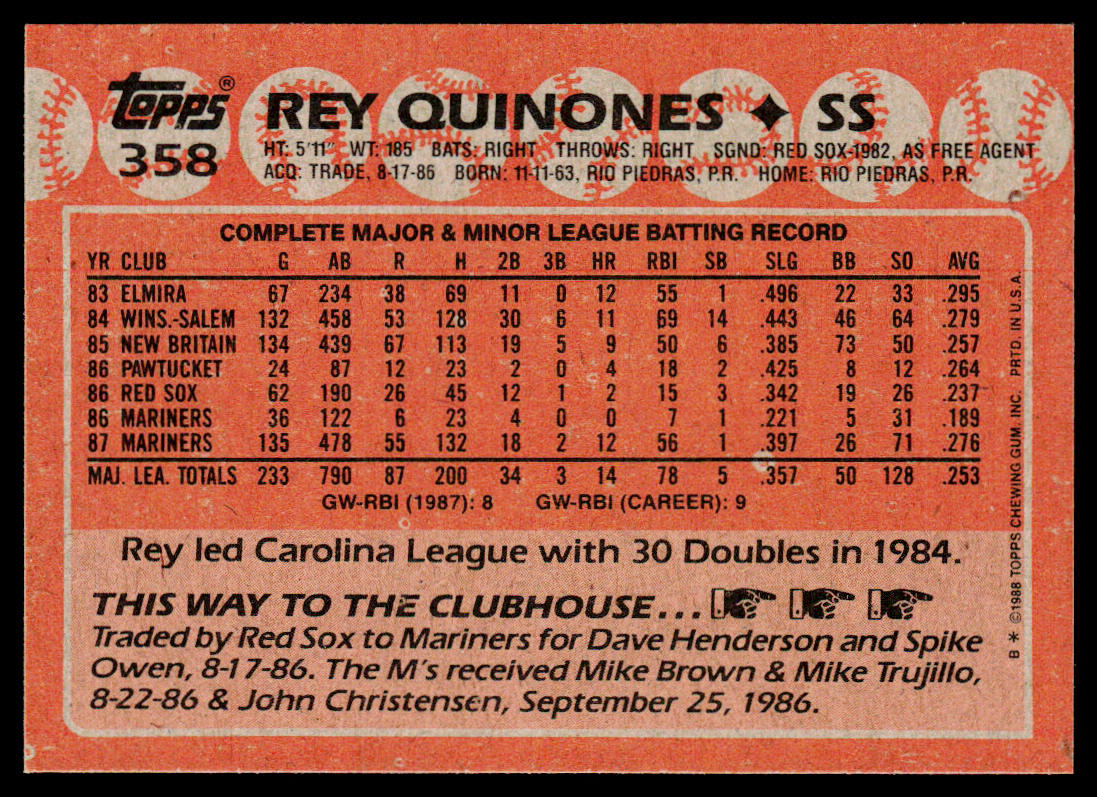 Topps® REY QUINONES ♦ SS
358 HT: 5'11" WT: 185 BATS: RIGHT THROWS: RIGHT SGND: RED SOX-1982, AS FREE AGENT
ACQ: TRADE, 8-17-86 BORN: 11-11-63, RIO PIEDRAS, P.R. HOME: RIO PIEDRAS, P.R.
COMPLETE MAJOR & MINOR LEAGUE BATTING RECORD
YR CLUB G AB R H 2B 3B HR RBI SB SLG BB SO AVG
83 ELMIRA 67 234 38 69 11 0 12 55 1 .496 22 33 .295
84 WINS.-SALEM 132 458 53 128 30 6 11 69 14 .443 46 64 .279
85 NEW BRITAIN 134 439 67 113 19 5 9 50 6 .385 73 50 .257
86 PAWTUCKET 24 87 12 23 2 0 4 18 2 .425 8 12 .264
86 RED SOX 62 190 26 45 12 1 2 15 3 .342 19 26 .237
86 MARINERS 36 122 6 23 4 0 0 7 1 .221 5 31 .189
87 MARINERS 135 478 55 132 18 2 12 56 1 .397 26 71 .276
MAJ. LEA. TOTALS 233 790 87 200 34 3 14 78 5 .357 50 128 .253
GW-RBI (1987): 8 GW-RBI (CAREER): 9
Rey led Carolina League with 30 Doubles in 1984.
THIS WAY TO THE CLUBHOUSE...
Traded by Red Sox to Mariners for Dave Henderson and Spike
Owen, 8-17-86. The M's received Mike Brown & Mike Trujillo,
8-22-86 & John Christensen, September 25, 1986.
B * ©1988 TOPPS CHEWING GUM, INC. PRTD. IN U.S.A.